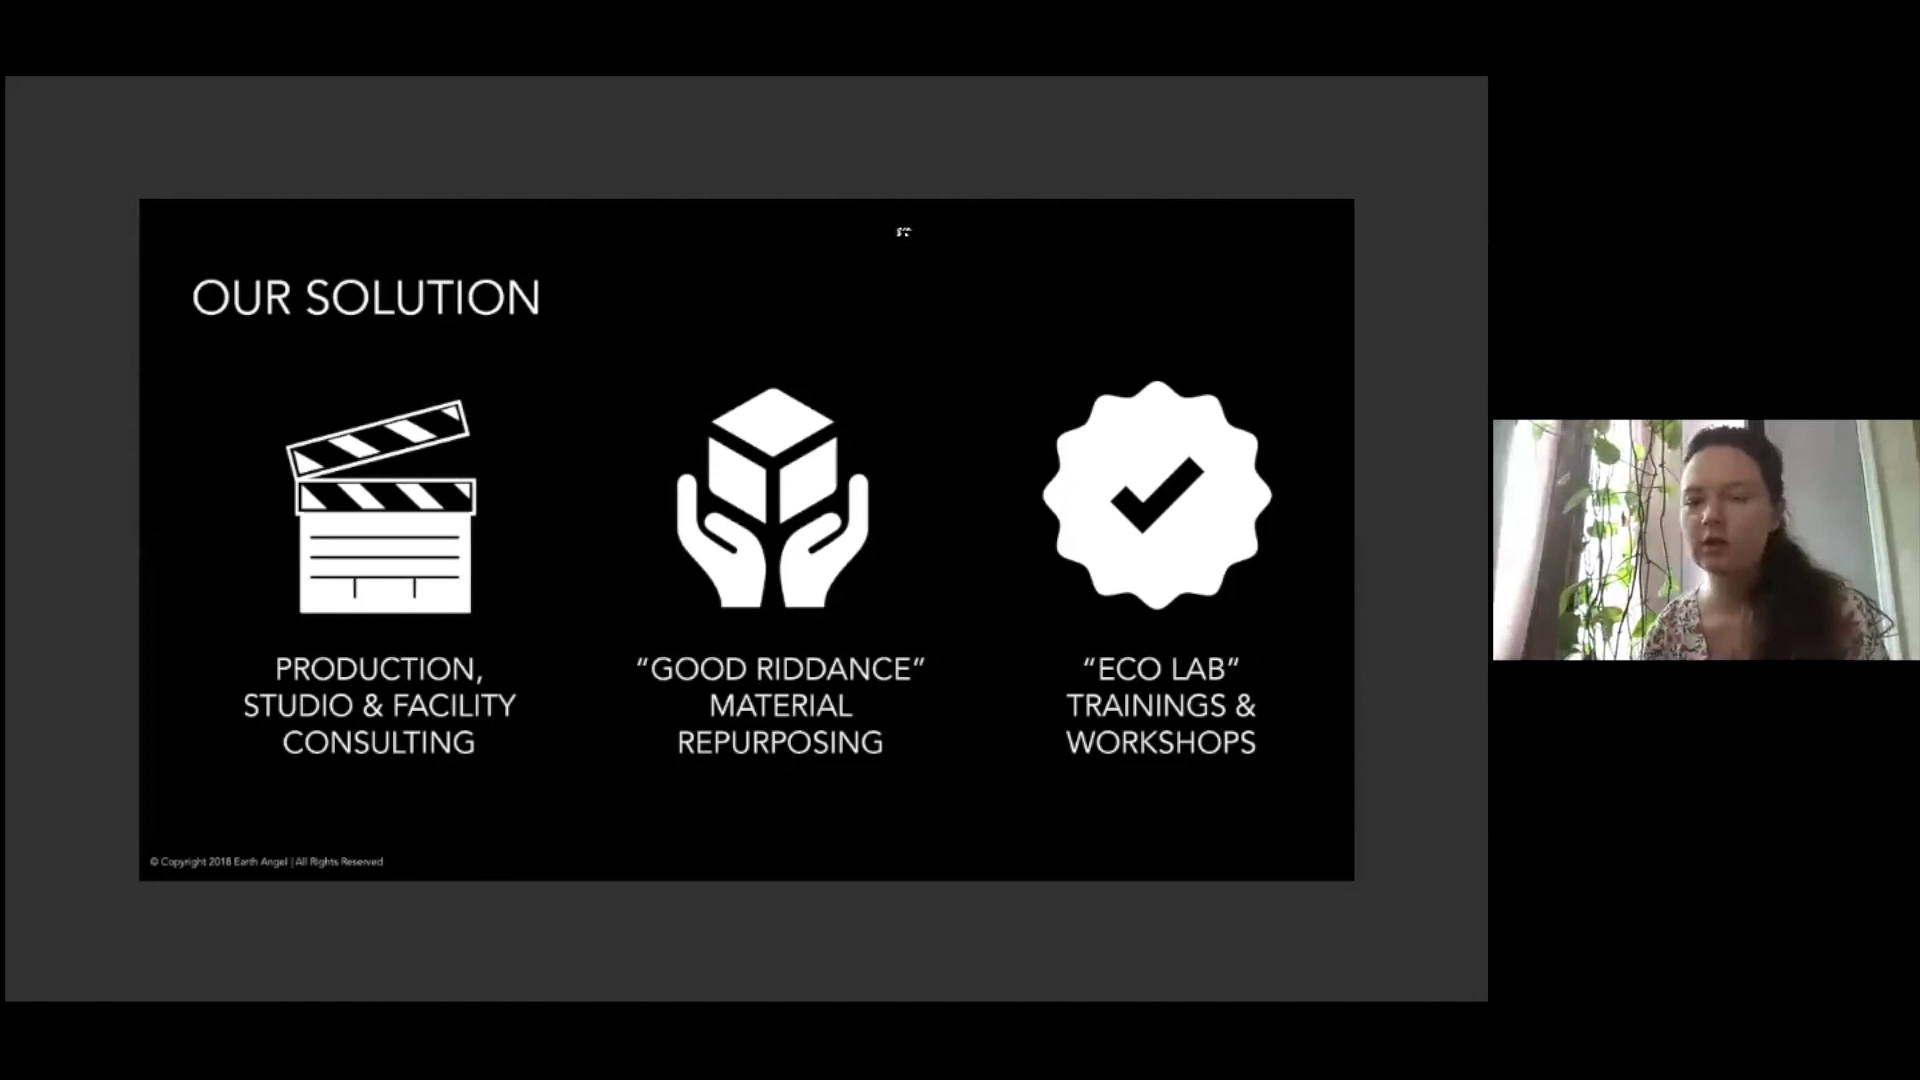 OUR SOLUTION
PRODUCTION,
STUDIO & FACILITY
CONSULTING
“GOOD RIDDANCE”
MATERIAL
REPURPOSING
“ECO LAB”
TRAININGS &
WORKSHOPS
© Copyright 2018 Earth Angel | All Rights Reserved